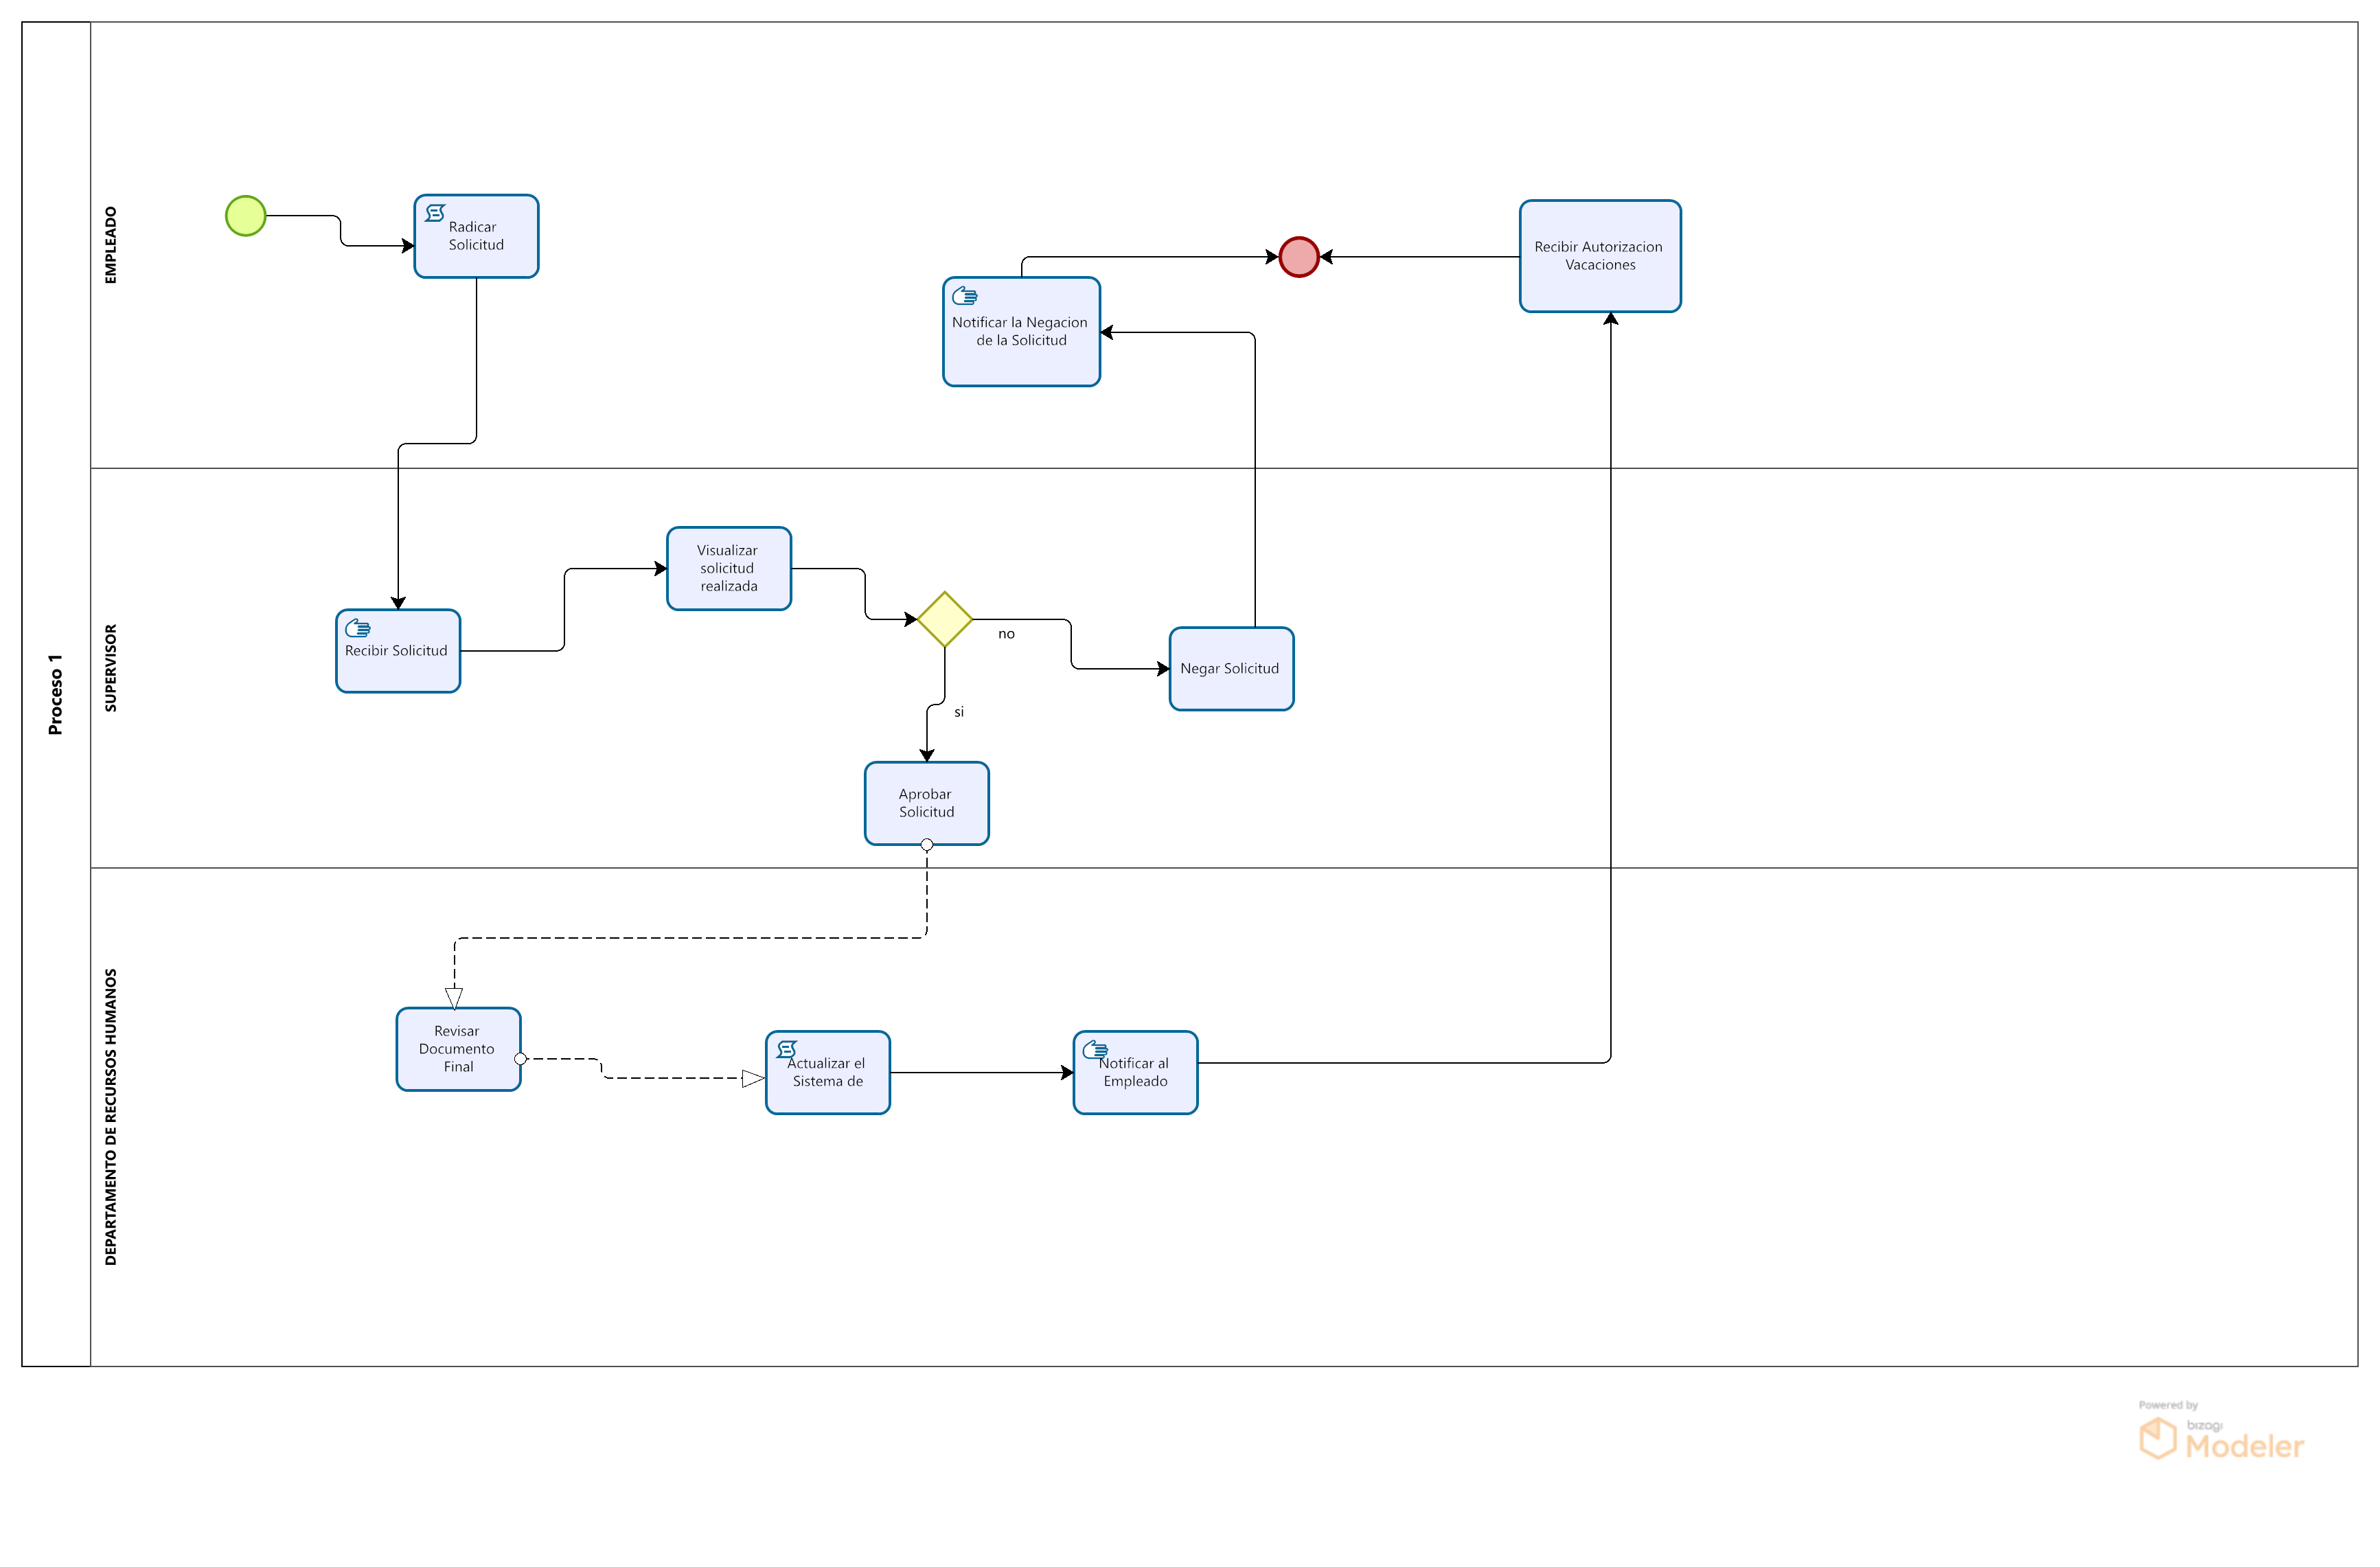 Proceso 1
EMPLEADO
Radicar
Solicitud
Notificar la Negacion
de la Solicitud
Recibir Autorizacion
Vacaciones
SUPERVISOR
Recibir Solicitud
Visualizar
solicitud
realizada
no
si
Negar Solicitud
Aprobar
Solicitud
DEPARTAMENTO DE RECURSOS HUMANOS
Revisar
Documento
Final
Actualizar el
Sistema de
Notificar al
Empleado
Powered by
bizagi
Modeler